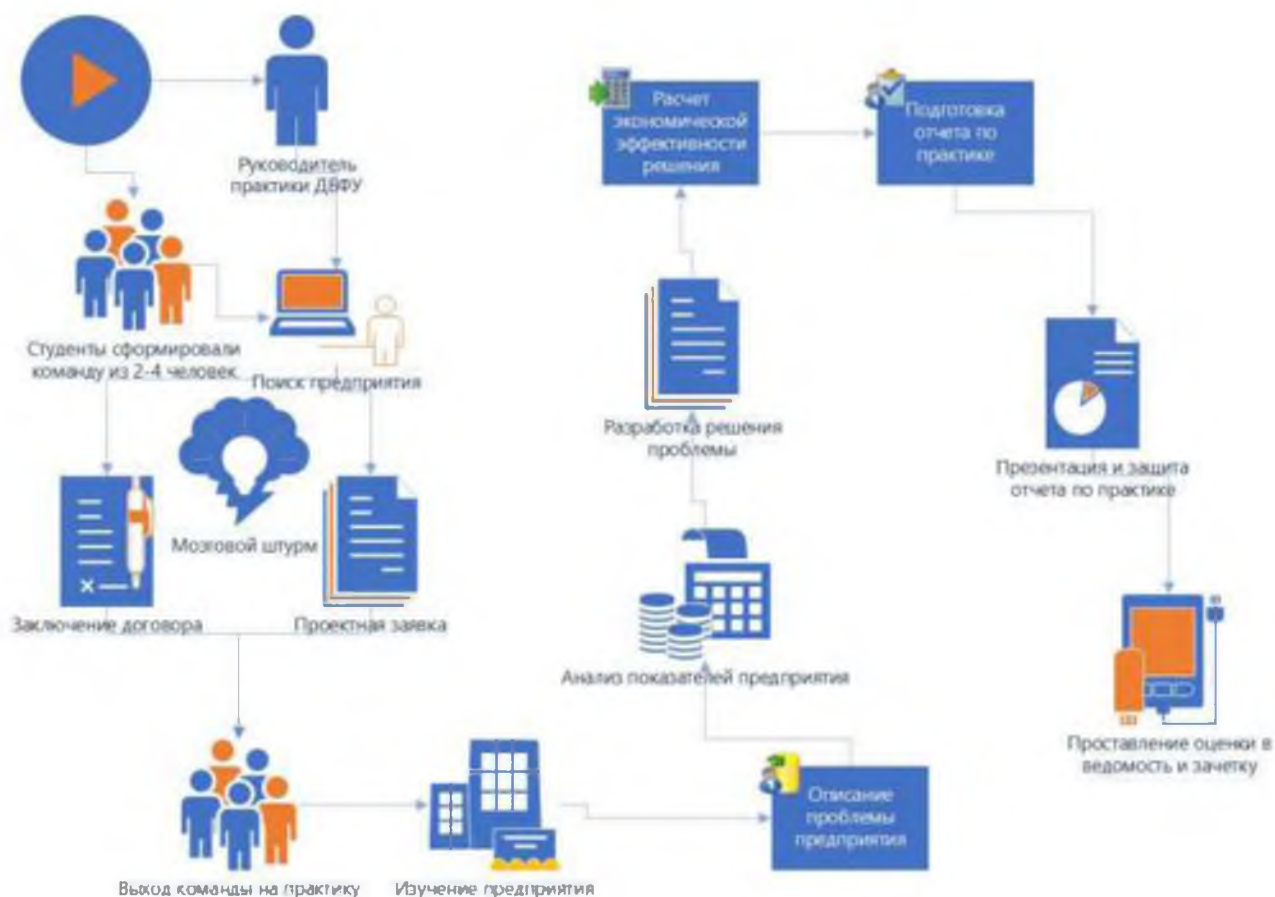 Руководитель
практики ДВФУ
Студенты сформировали
команду из 2-4 человек
Поиск предприятия
Мозговой штурм
Заключение договора
Проектная заявка
Выход команды на практику
Изучение предприятия
Описание
проблемы
предприятия
Анализ показателей предприятия
Разработка решения
проблемы
Расчет
экономической
эффективности
решения
Подготовка
отчета по
практике
Презентация и защита
отчета по практике
Проставление оценки в
ведомость и зачетку